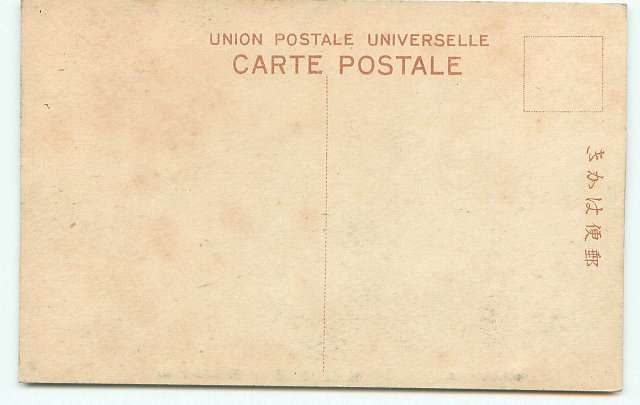 UNION POSTALE UNIVERSELLE
CARTE POSTALE
郵便はかき